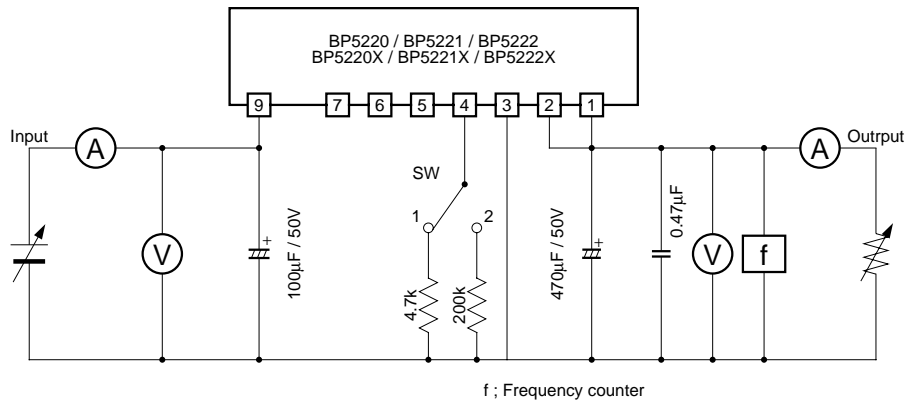 BP5220 / BP5221 / BP5222
BP5220X / BP5221X / BP5222X
9 7 6 5 4 3 2 1
Input
A
A
Outrput
SW
1
2
V
+
100μF / 50V
4.7k
200k
+
470μF / 50V
0.47μF
V
f
f ; Frequency counter